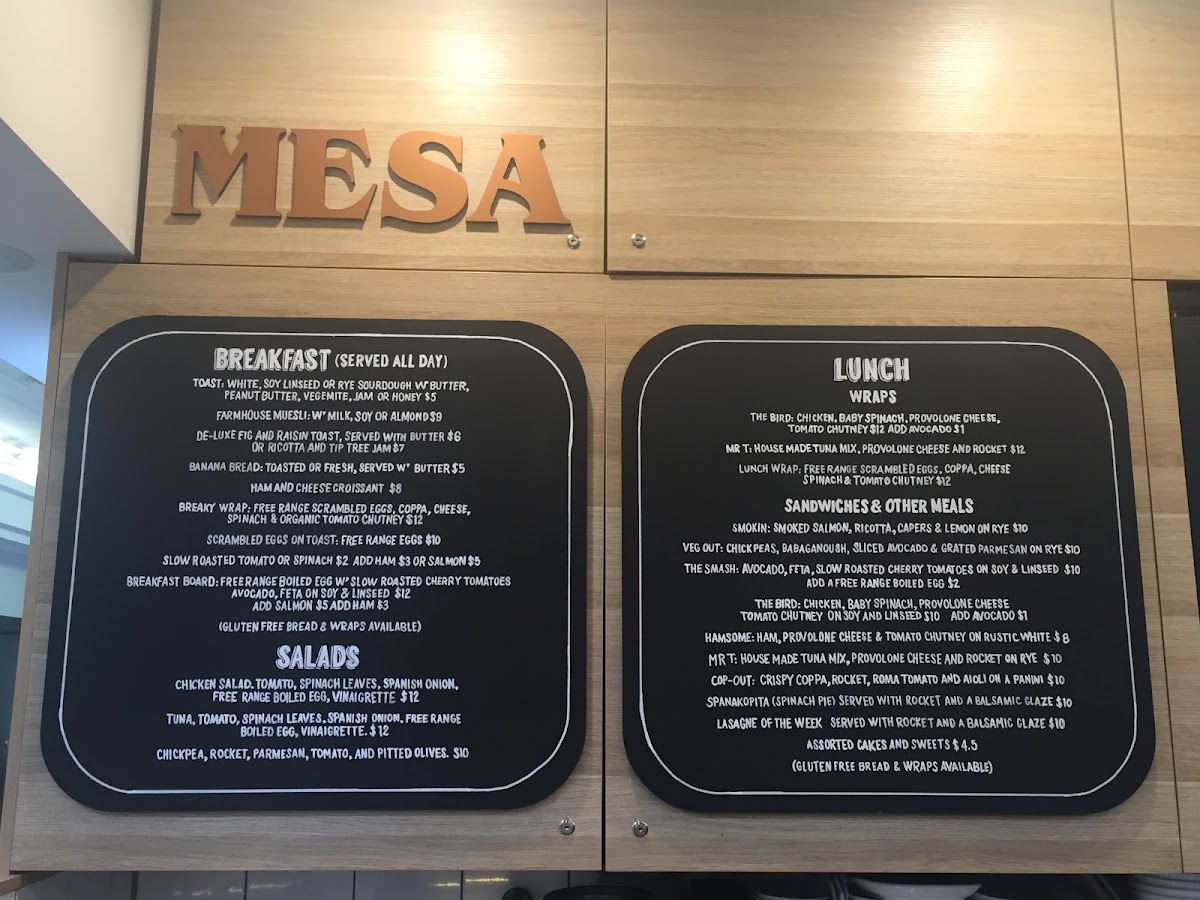 MESA
BREAKFAST (SERVED ALL DAY)
TOAST: WHITE, SOY LINSEED OR RYE SOURDOUGH W' BUTTER,
PEANUT BUTTER, VEGEMITE, JAM OR HONEY $5
FARMHOUSE MUESLI: W' MILK, SOY OR ALMOND $9
DE-LUXE FIG AND RAISIN TOAST, SERVED WITH BUTTER $6
OR RICOTTA AND TIP TREE JAM $7
BANANA BREAD: TOASTED OR FRESH, SERVED W' BUTTER $5
HAM AND CHEESE CROISSANT $8
BREAKY WRAP: FREE RANGE SCRAMBLED EGGS, COPPA, CHEESE,
SPINACH & ORGANIC TOMATO CHUTNEY $12
SCRAMBLED EGGS ON TOAST: FREE RANGE EGGS $10
SLOW ROASTED TOMATO OR SPINACH $2 ADD HAM $3 OR SALMON $5
BREAKFAST BOARD: FREE RANGE BOILED EGG W' SLOW ROASTED CHERRY TOMATOES
AVOCADO, FETA ON SOY & LINSEED $12
ADD SALMON $5 ADD HAM $3
(GLUTEN FREE BREAD & WRAPS AVAILABLE)
SALADS
CHICKEN SALAD. TOMATO, SPINACH LEAVES, SPANISH ONION,
FREE RANGE BOILED EGG, VINAIGRETTE $12
TUNA, TOMATO, SPINACH LEAVES, SPANISH ONION, FREE RANGE
BOILED EGG, VINAIGRETTE. $12
CHICKPEA, ROCKET, PARMESAN, TOMATO, AND PITTED OLIVES. $10
LUNCH
WRAPS
THE BIRD: CHICKEN, BABY SPINACH, PROVOLONE CHEESE,
TOMATO CHUTNEY $12 ADD AVOCADO $1
MR T: HOUSE MADE TUNA MIX, PROVOLONE CHEESE AND ROCKET $12
LUNCH WRAP: FREE RANGE SCRAMBLED EGGS, COPPA, CHEESE
SPINACH & TOMATO CHUTNEY $12
SANDWICHES & OTHER MEALS
SMOKIN: SMOKED SALMON, RICOTTA, CAPERS & LEMON ON RYE $10
VEG OUT: CHICKPEAS, BABAGANOUSH, SLICED AVOCADO & GRATED PARMESAN ON RYE $10
THE SMASH: AVOCADO, FETA, SLOW ROASTED CHERRY TOMATOES ON SOY & LINSEED $10
ADD A FREE RANGE BOILED EGG $2
THE BIRD: CHICKEN, BABY SPINACH, PROVOLONE CHEESE
TOMATO CHUTNEY ON SOY AND LINSEED $10 ADD AVOCADO $1
HAMSOME: HAM, PROVOLONE CHEESE & TOMATO CHUTNEY ON RUSTIC WHITE $8
MR T: HOUSE MADE TUNA MIX, PROVOLONE CHEESE AND ROCKET ON RYE $10
COP-OUT: CRISPY COPPA, ROCKET, ROMA TOMATO AND AIOLI ON A PANINI $10
SPANAKOPITA (SPINACH PIE) SERVED WITH ROCKET AND A BALSAMIC GLAZE $10
LASAGNE OF THE WEEK SERVED WITH ROCKET AND A BALSAMIC GLAZE $10
ASSORTED CAKES AND SWEETS $4.5
(GLUTEN FREE BREAD & WRAPS AVAILABLE)